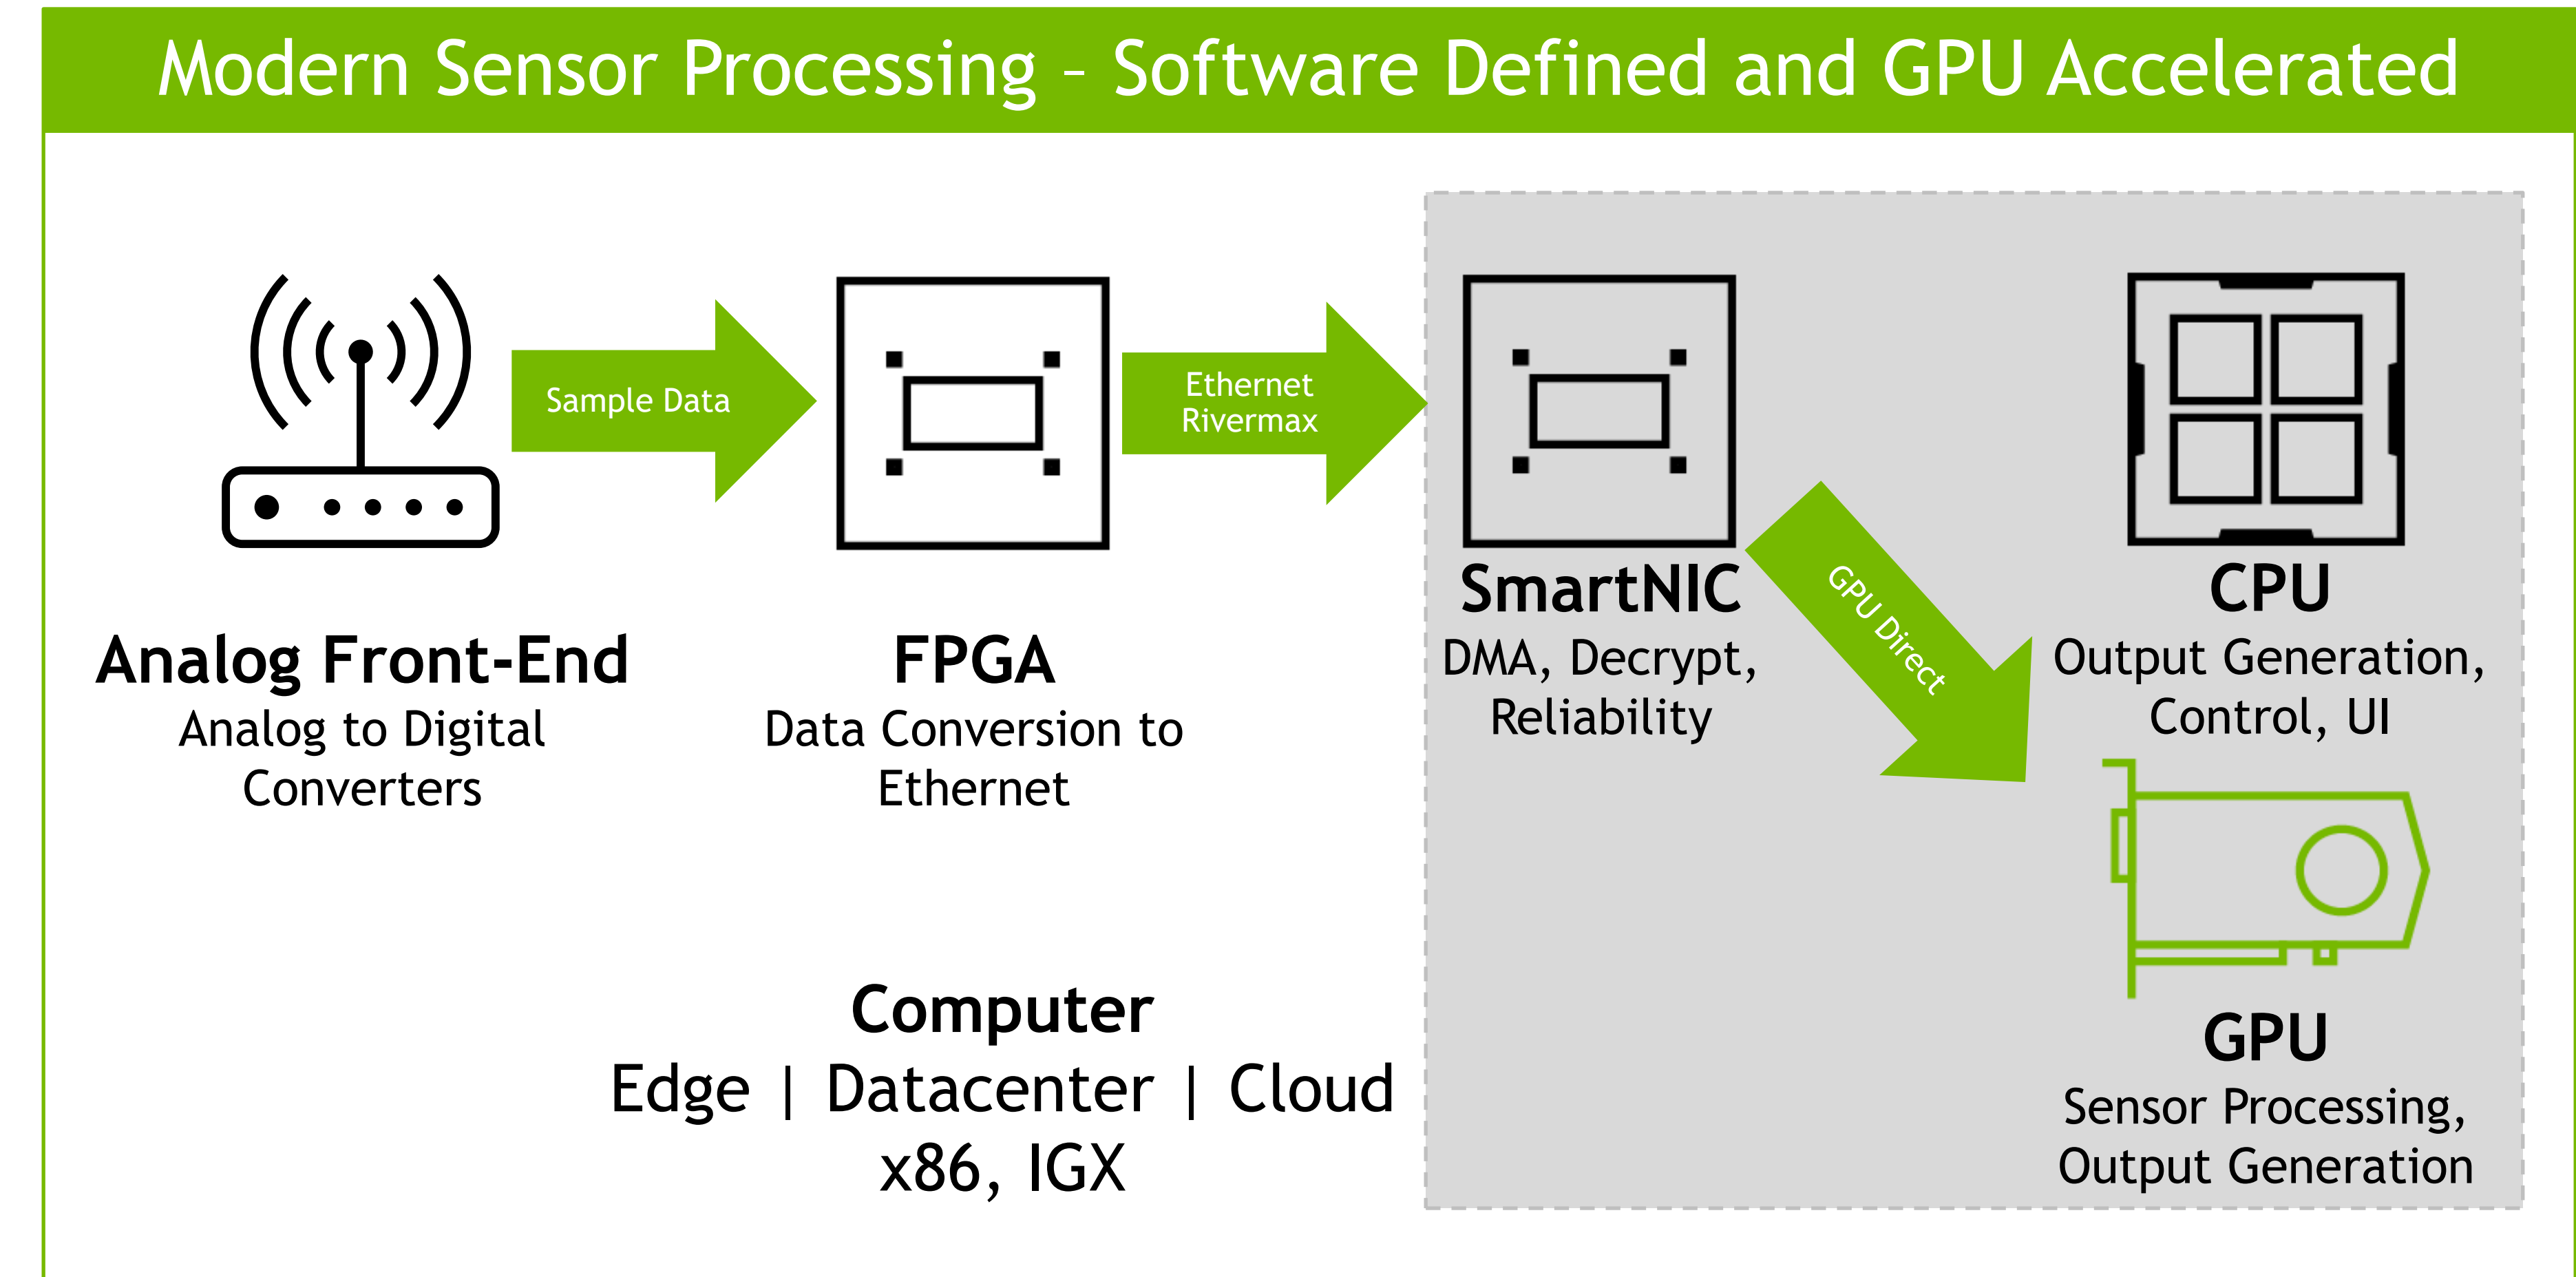 Modern Sensor Processing – Software Defined and GPU Accelerated
Sample Data
Ethernet
Rivermax
GPU Direct
Analog Front-End
Analog to Digital
Converters
FPGA
Data Conversion to
Ethernet
SmartNIC
DMA, Decrypt,
Reliability
CPU
Output Generation,
Control, UI
GPU
Sensor Processing,
Output Generation
Computer
Edge | Datacenter | Cloud
x86, IGX